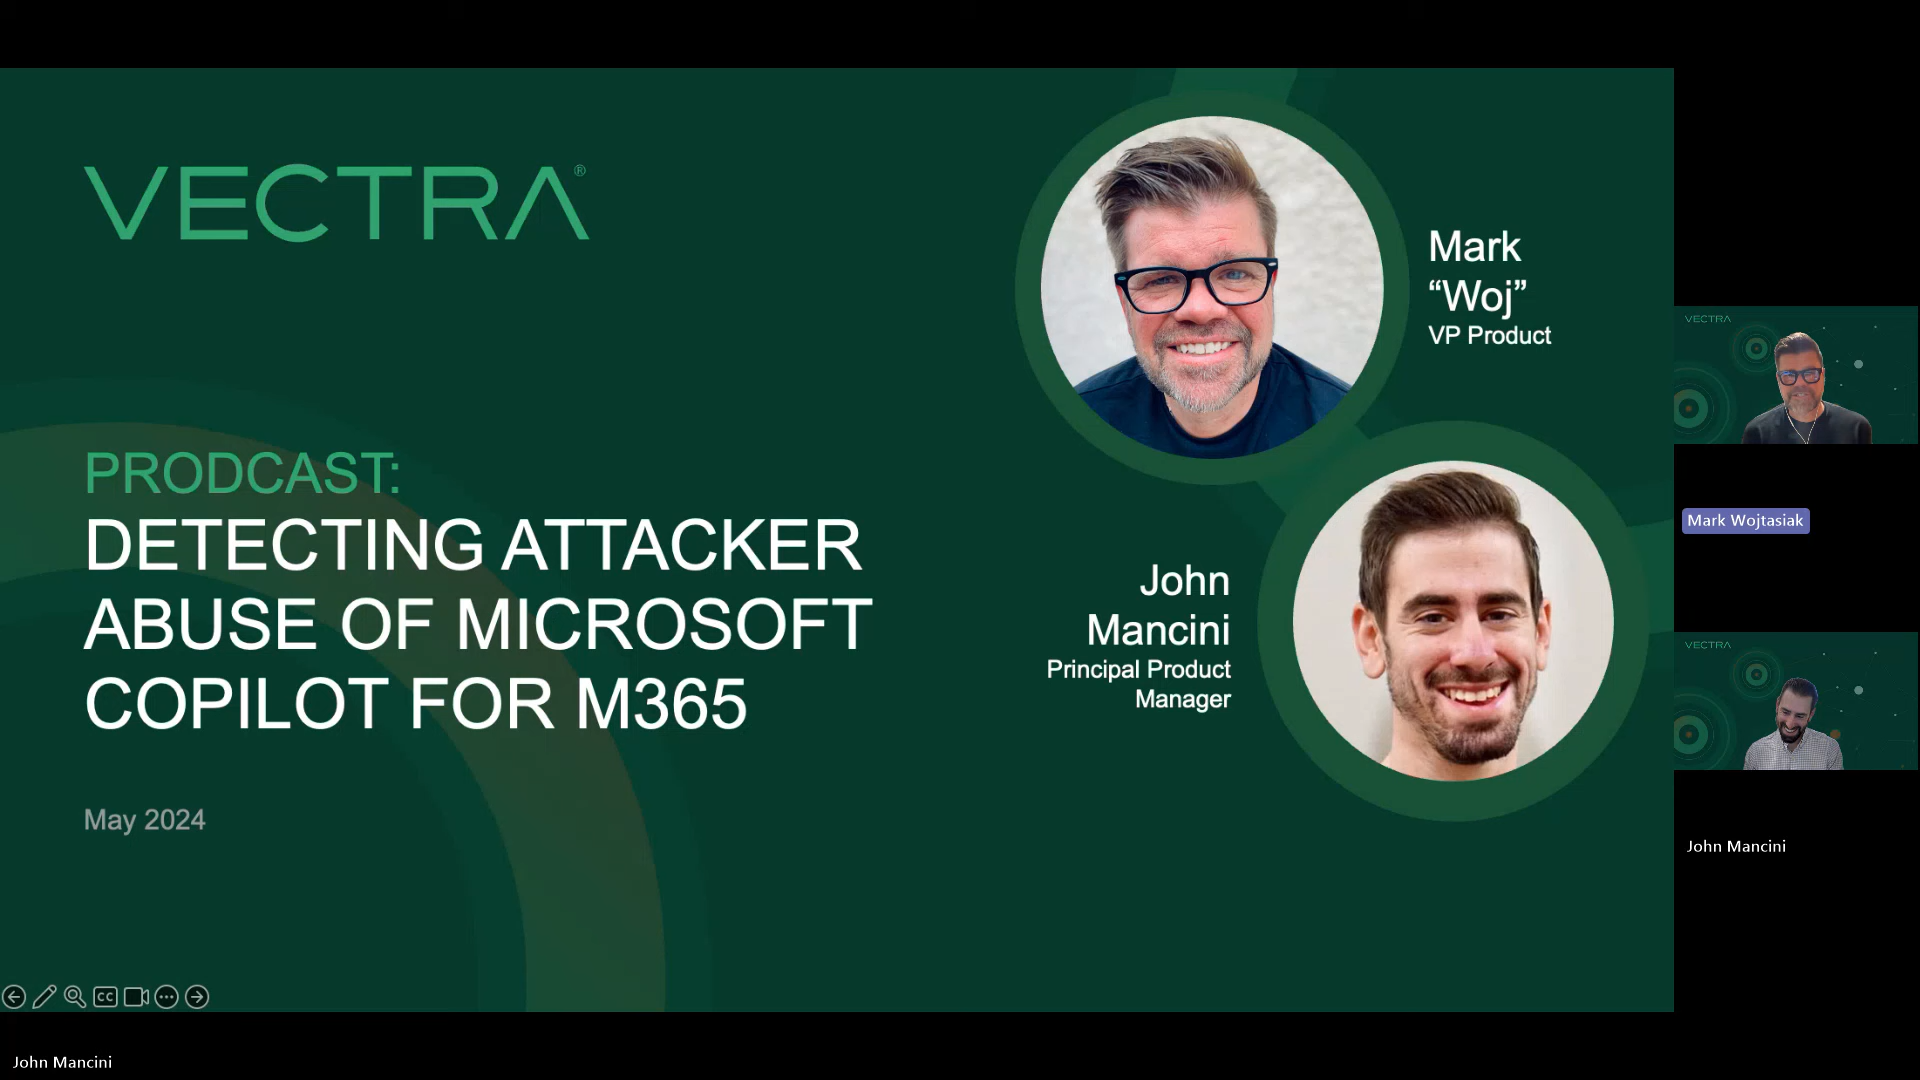 VECTRA®
PRODCAST:
DETECTING ATTACKER
ABUSE OF MICROSOFT
COPILOT FOR M365
May 2024
Mark
“Woj”
VP Product
John
Mancini
Principal Product
Manager
VECTRA
Mark Wojtasiak
VECTRA
John Mancini
CC
John Mancini